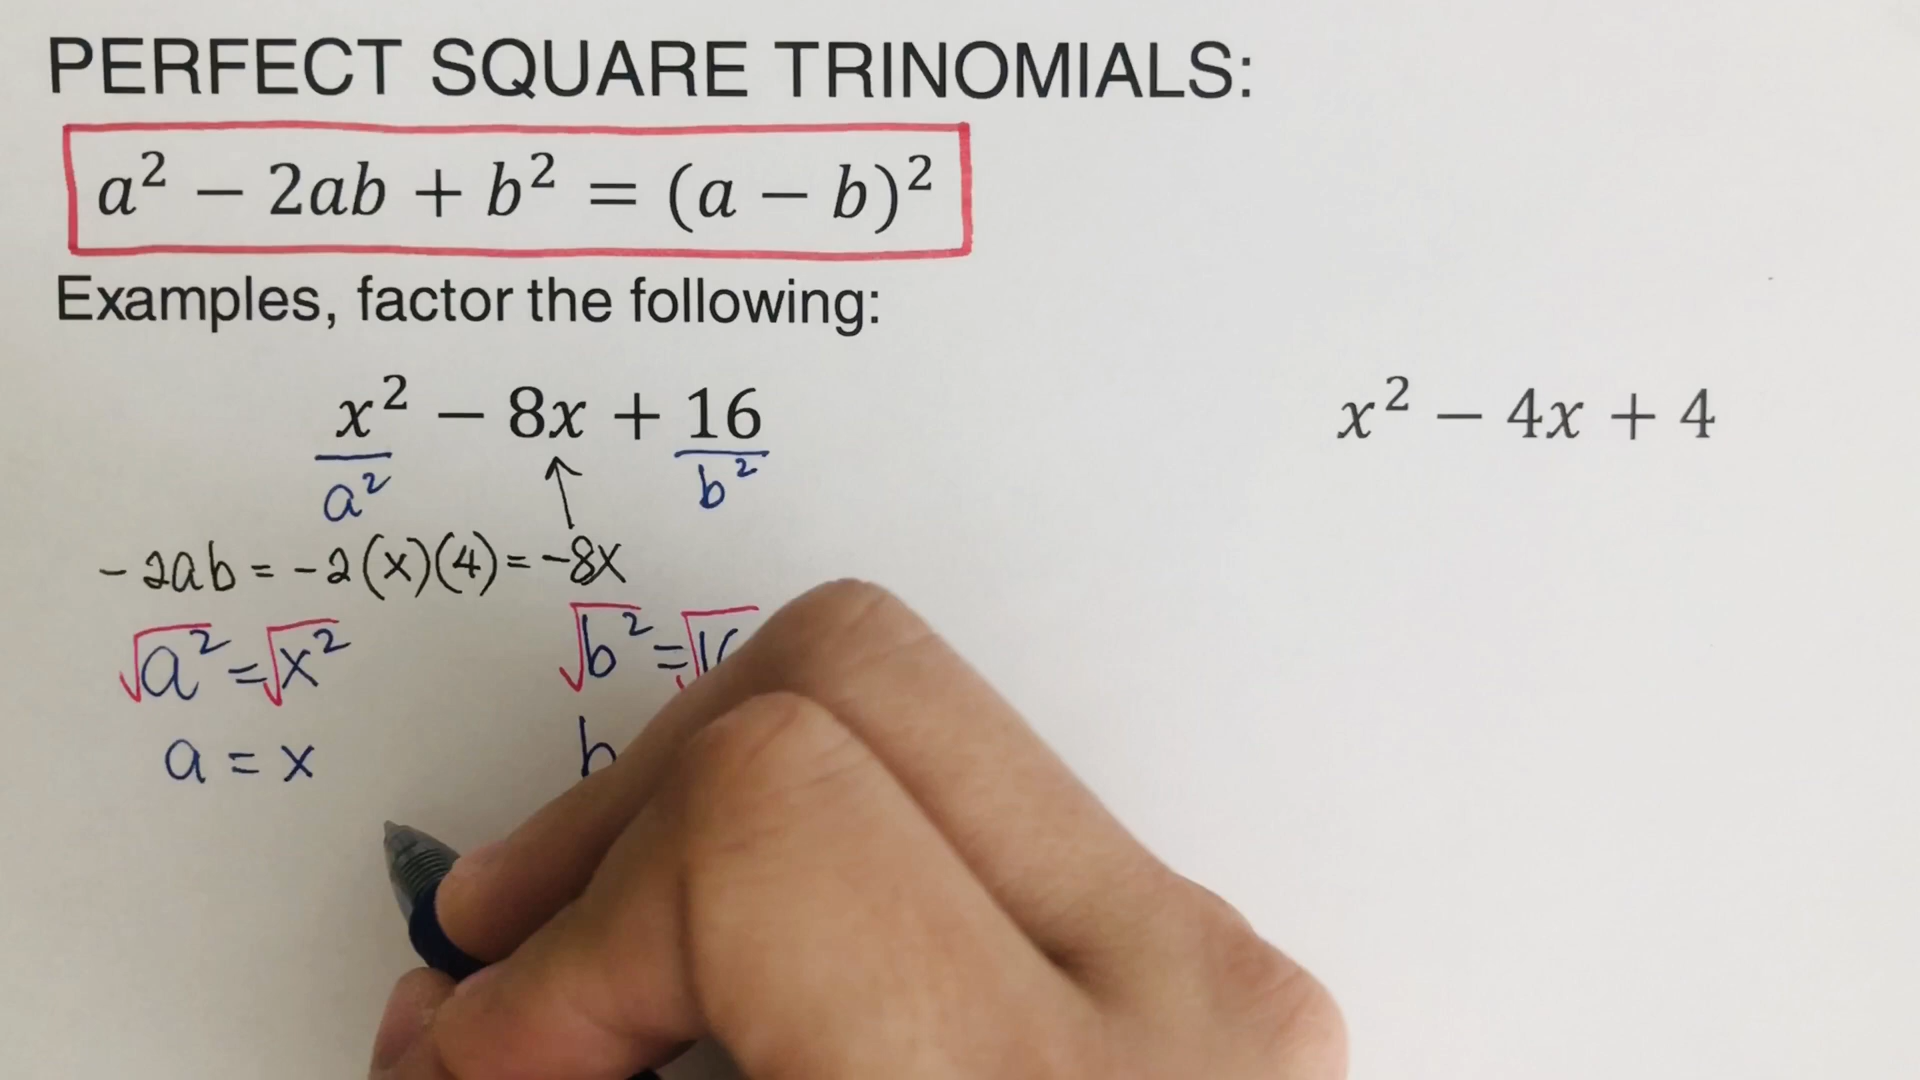 PERFECT SQUARE TRINOMIALS:
a² − 2ab + b² = (a − b)²
Examples, factor the following:
x² − 8x + 16
a² b²
-2ab = -2(x)(4) = -8x
√a² = √x²
√b² = √1
a = x
b
x² − 4x + 4